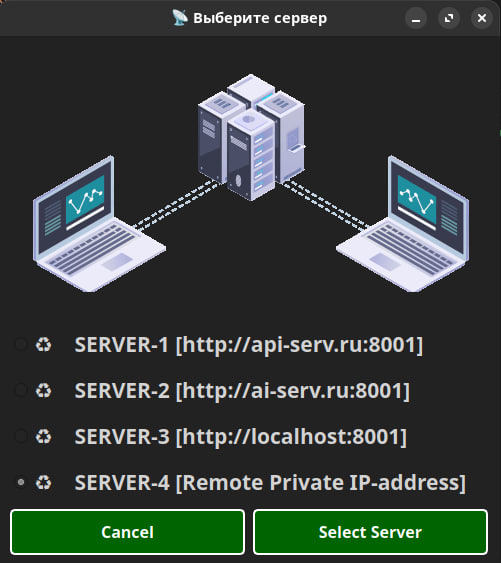 📡 Выберите сервер
♻ SERVER-1 [http://api-serv.ru:8001]
♻ SERVER-2 [http://ai-serv.ru:8001]
♻ SERVER-3 [http://localhost:8001]
♻ SERVER-4 [Remote Private IP-address]
Cancel
Select Server